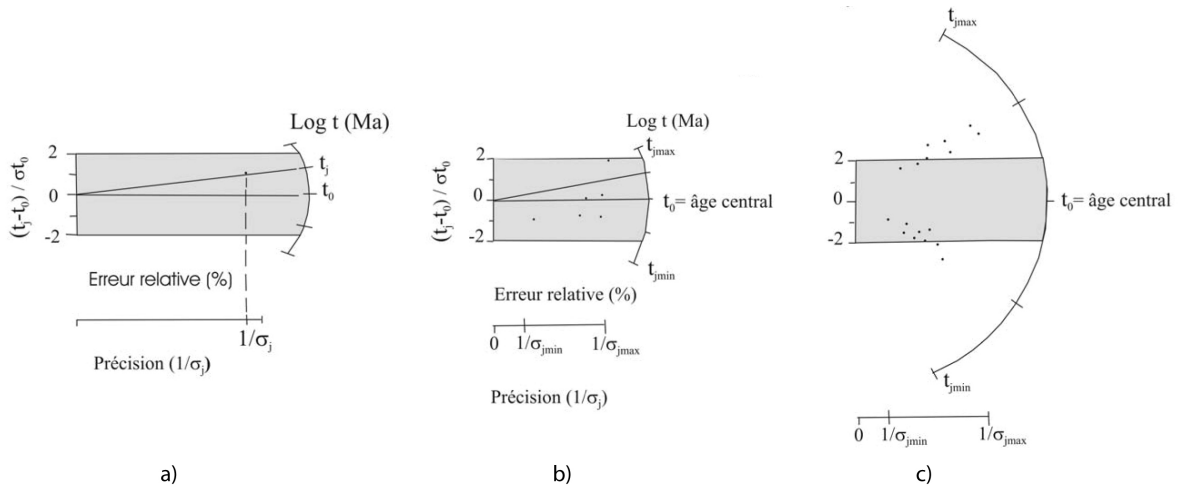 Log t (Ma)
(tj-t0) / σt0
2
0
-2
tj
t0
Erreur relative (%)
1/σj
Précision (1/σj)
a)
Log t (Ma)
(tj-t0) / σt0
2
0
-2
tjmax
t0= âge central
tjmin
Erreur relative (%)
0 1/σjmin 1/σjmax
Précision (1/σj)
b)
tjmax
2
0
-2
t0= âge central
tjmin
0 1/σjmin 1/σjmax
c)